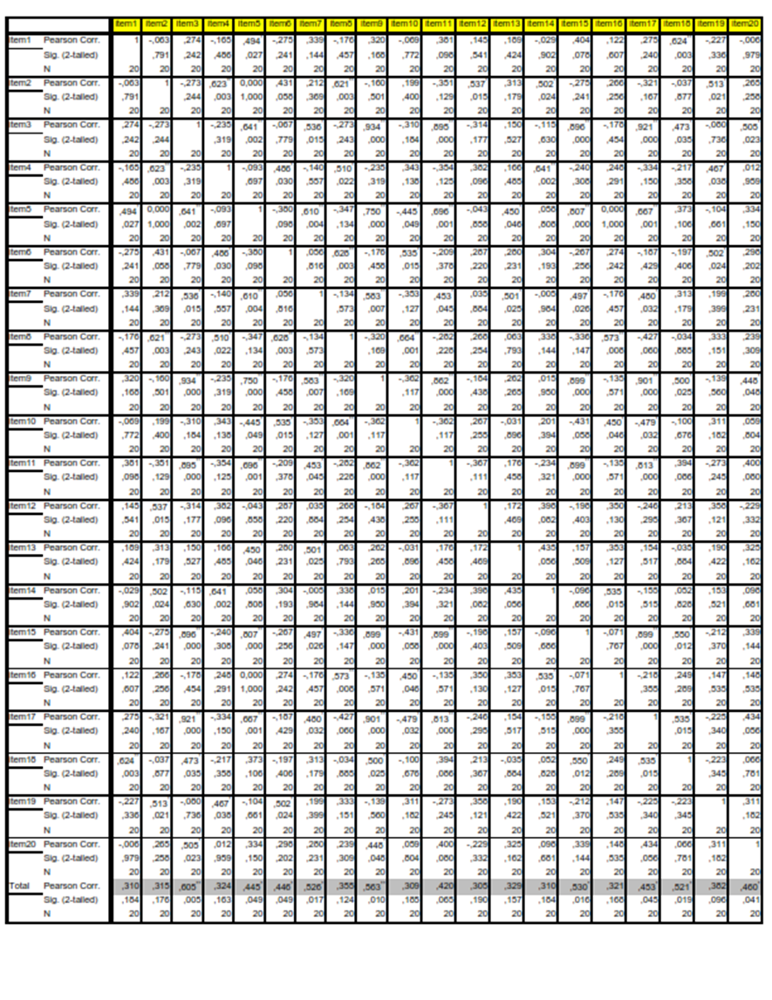 item1 item2 item3 item4 item5 item6 item7 item8 item9 item10 item11 item12 item13 item14 item15 item16 item17 item18 item19 item20
item1 Pearson Corr. 1 -,063 ,274 -,165 ,494 -,275 ,339 -,176 ,320 -,069 ,381 ,145 ,189 -,029 ,404 ,122 ,275 ,624** -,227 -,006
Sig. (2-tailed) ,791 ,242 ,486 ,027 ,241 ,144 ,457 ,168 ,772 ,098 ,541 ,424 ,902 ,078 ,607 ,240 ,003 ,336 ,979
N 20 20 20 20 20 20 20 20 20 20 20 20 20 20 20 20 20 20 20 20
item2 Pearson Corr. -,063 1 -,273 ,623** 0,000 ,431 ,212 ,621** -,160 ,199 -,351 ,537 ,313 ,502 -,275 ,266 -,321 -,037 ,513 ,265
Sig. (2-tailed) ,791 ,244 ,003 1,000 ,058 ,369 ,003 ,501 ,400 ,129 ,015 ,179 ,024 ,241 ,256 ,167 ,877 ,021 ,258
N 20 20 20 20 20 20 20 20 20 20 20 20 20 20 20 20 20 20 20 20
item3 Pearson Corr. ,274 -,273 1 -,235 ,641** -,067 ,536 -,273 ,934** -,310 ,895** -,314 ,150 -,115 ,896** -,178 ,921** ,473 -,080 ,505
Sig. (2-tailed) ,242 ,244 ,319 ,002 ,779 ,015 ,243 ,000 ,184 ,000 ,177 ,527 ,630 ,000 ,454 ,000 ,035 ,736 ,023
N 20 20 20 20 20 20 20 20 20 20 20 20 20 20 20 20 20 20 20 20
item4 Pearson Corr. -,165 ,623** -,235 1 -,093 ,486* -,140 ,510* -,235 ,343 -,354 ,382 ,166 ,641** -,240 ,248 -,334 -,217 ,467 ,012
Sig. (2-tailed) ,486 ,003 ,319 ,697 ,030 ,557 ,022 ,319 ,138 ,125 ,096 ,485 ,002 ,308 ,291 ,150 ,358 ,038 ,959
N 20 20 20 20 20 20 20 20 20 20 20 20 20 20 20 20 20 20 20 20
item5 Pearson Corr. ,494 0,000 ,641** -,093 1 -,380 ,610 -,347 ,750** -,445 ,696** -,043 ,450 ,058 ,807** 0,000 ,667** ,373 -,104 ,334
Sig. (2-tailed) ,027 1,000 ,002 ,697 ,098 ,004 ,134 ,000 ,049 ,001 ,858 ,046 ,808 ,000 1,000 ,001 ,106 ,661 ,150
N 20 20 20 20 20 20 20 20 20 20 20 20 20 20 20 20 20 20 20 20
item6 Pearson Corr. -,275 ,431 -,067 ,486* -,380 1 ,056 ,628** -,176 ,535 -,209 ,287 ,280 ,304 -,267 ,274 -,187 -,197 ,502 ,298
Sig. (2-tailed) ,241 ,058 ,779 ,030 ,098 ,816 ,003 ,458 ,015 ,378 ,220 ,231 ,193 ,256 ,242 ,429 ,406 ,024 ,202
N 20 20 20 20 20 20 20 20 20 20 20 20 20 20 20 20 20 20 20 20
item7 Pearson Corr. ,339 ,212 ,536 -,140 ,610 ,056 1 -,134 ,583** -,353 ,453 ,035 ,501 -,005 ,497 -,176 ,480 ,313 ,199 ,280
Sig. (2-tailed) ,144 ,369 ,015 ,557 ,004 ,816 ,573 ,007 ,127 ,045 ,884 ,025 ,984 ,026 ,457 ,032 ,179 ,399 ,231
N 20 20 20 20 20 20 20 20 20 20 20 20 20 20 20 20 20 20 20 20
item8 Pearson Corr. -,176 ,621** -,273 ,510* -,347 ,628** -,134 1 -,320 ,664** -,282 ,268 ,063 ,338 -,336 ,573** -,427 -,034 ,333 ,239
Sig. (2-tailed) ,457 ,003 ,243 ,022 ,134 ,003 ,573 ,169 ,001 ,228 ,254 ,793 ,144 ,147 ,008 ,060 ,885 ,151 ,309
N 20 20 20 20 20 20 20 20 20 20 20 20 20 20 20 20 20 20 20 20
item9 Pearson Corr. ,320 -,160 ,934** -,235 ,750** -,176 ,583** -,320 1 -,362 ,862** -,184 ,262 ,015 ,899** -,135 ,901** ,500 -,139 ,448
Sig. (2-tailed) ,168 ,501 ,000 ,319 ,000 ,458 ,007 ,169 ,117 ,000 ,438 ,265 ,950 ,000 ,571 ,000 ,025 ,560 ,048
N 20 20 20 20 20 20 20 20 20 20 20 20 20 20 20 20 20 20 20 20
item10 Pearson Corr. -,069 ,199 -,310 ,343 -,445 ,535 -,353 ,664** -,362 1 -,362 ,267 -,031 ,201 -,431 ,450 -,479 -,100 ,311 ,059
Sig. (2-tailed) ,772 ,400 ,184 ,138 ,049 ,015 ,127 ,001 ,117 ,117 ,255 ,896 ,394 ,058 ,046 ,032 ,676 ,182 ,804
N 20 20 20 20 20 20 20 20 20 20 20 20 20 20 20 20 20 20 20 20
item11 Pearson Corr. ,381 -,351 ,895** -,354 ,696** -,209 ,453 -,282 ,862** -,362 1 -,367 ,176 -,234 ,899** -,135 ,813** ,394 -,273 ,400
Sig. (2-tailed) ,098 ,129 ,000 ,125 ,001 ,378 ,045 ,228 ,000 ,117 ,111 ,458 ,321 ,000 ,571 ,000 ,086 ,245 ,080
N 20 20 20 20 20 20 20 20 20 20 20 20 20 20 20 20 20 20 20 20
item12 Pearson Corr. ,145 ,537 -,314 ,382 -,043 ,287 ,035 ,268 -,184 ,267 -,367 1 ,172 ,398 -,198 ,350 -,246 ,213 ,358 -,229
Sig. (2-tailed) ,541 ,015 ,177 ,096 ,858 ,220 ,884 ,254 ,438 ,255 ,111 ,469 ,082 ,403 ,130 ,295 ,367 ,121 ,332
N 20 20 20 20 20 20 20 20 20 20 20 20 20 20 20 20 20 20 20 20
item13 Pearson Corr. ,189 ,313 ,150 ,166 ,450 ,280 ,501 ,063 ,262 -,031 ,176 ,172 1 ,435 ,157 ,353 ,154 -,035 ,190 ,325
Sig. (2-tailed) ,424 ,179 ,527 ,485 ,046 ,231 ,025 ,793 ,265 ,896 ,458 ,469 ,056 ,509 ,127 ,517 ,884 ,422 ,162
N 20 20 20 20 20 20 20 20 20 20 20 20 20 20 20 20 20 20 20 20
item14 Pearson Corr. -,029 ,502 -,115 ,641 ,058 ,304 -,005 ,338 ,015 ,201 -,234 ,398 ,435 1 -,096 ,535 -,155 ,052 ,153 ,098
Sig. (2-tailed) ,902 ,024 ,630 ,002 ,808 ,193 ,984 ,144 ,950 ,394 ,321 ,082 ,056 ,686 ,015 ,515 ,828 ,521 ,681
N 20 20 20 20 20 20 20 20 20 20 20 20 20 20 20 20 20 20 20 20
item15 Pearson Corr. ,404 -,275 ,896** -,240 ,807** -,267 ,497 -,336 ,899** -,431 ,899** -,198 ,157 -,096 1 -,071 ,899** ,550 -,212 ,339
Sig. (2-tailed) ,078 ,241 ,000 ,308 ,000 ,256 ,026 ,147 ,000 ,058 ,000 ,403 ,509 ,686 ,767 ,000 ,012 ,370 ,144
N 20 20 20 20 20 20 20 20 20 20 20 20 20 20 20 20 20 20 20 20
item16 Pearson Corr. ,122 ,266 -,178 ,248 0,000 ,274 -,176 ,573** -,135 ,450 -,135 ,350 ,353 ,535 -,071 1 -,218 ,249 ,147 ,148
Sig. (2-tailed) ,607 ,256 ,454 ,291 1,000 ,242 ,457 ,008 ,571 ,046 ,571 ,130 ,127 ,015 ,767 ,355 ,289 ,535 ,535
N 20 20 20 20 20 20 20 20 20 20 20 20 20 20 20 20 20 20 20 20
item17 Pearson Corr. ,275 -,321 ,921** -,334 ,667** -,187 ,480 -,427 ,901 -,479 ,813** -,246 ,154 -,155 ,899** -,218 1 ,535 -,225 ,434
Sig. (2-tailed) ,240 ,167 ,000 ,150 ,001 ,429 ,032 ,060 ,000 ,032 ,000 ,295 ,517 ,515 ,000 ,355 ,015 ,340 ,056
N 20 20 20 20 20 20 20 20 20 20 20 20 20 20 20 20 20 20 20 20
item18 Pearson Corr. ,624** -,037 ,473 -,217 ,373 -,197 ,313 -,034 ,500 -,100 ,394 ,213 -,035 ,052 ,550 ,249 ,535* 1 -,223 ,066
Sig. (2-tailed) ,003 ,877 ,035 ,358 ,106 ,406 ,179 ,885 ,025 ,676 ,086 ,367 ,884 ,828 ,012 ,289 ,015 ,345 ,781
N 20 20 20 20 20 20 20 20 20 20 20 20 20 20 20 20 20 20 20 20
item19 Pearson Corr. -,227 ,513 -,080 ,467 -,104 ,502 ,199 ,333 -,139 ,311 -,273 ,358 ,190 ,153 -,212 ,147 -,225 -,223 1 ,311
Sig. (2-tailed) ,336 ,021 ,736 ,038 ,661 ,024 ,399 ,151 ,560 ,182 ,245 ,121 ,422 ,521 ,370 ,535 ,340 ,345 ,182
N 20 20 20 20 20 20 20 20 20 20 20 20 20 20 20 20 20 20 20 20
item20 Pearson Corr. -,006 ,265 ,505 ,012 ,334 ,298 ,280 ,239 ,448 ,059 ,400 -,229 ,325 ,098 ,339 ,148 ,434 ,066 ,311 1
Sig. (2-tailed) ,979 ,258 ,023 ,959 ,150 ,202 ,231 ,309 ,048 ,804 ,080 ,332 ,162 ,681 ,144 ,535 ,056 ,781 ,182
N 20 20 20 20 20 20 20 20 20 20 20 20 20 20 20 20 20 20 20 20
Total Pearson Corr. ,310 ,315 ,605** ,324 ,445* ,446* ,526* ,355 ,563** ,309 ,420 ,305 ,329 ,310 ,530* ,321 ,453* ,521* ,382 ,460*
Sig. (2-tailed) ,184 ,176 ,005 ,163 ,049 ,049 ,017 ,124 ,010 ,185 ,065 ,190 ,157 ,184 ,016 ,168 ,045 ,019 ,096 ,041
N 20 20 20 20 20 20 20 20 20 20 20 20 20 20 20 20 20 20 20 20